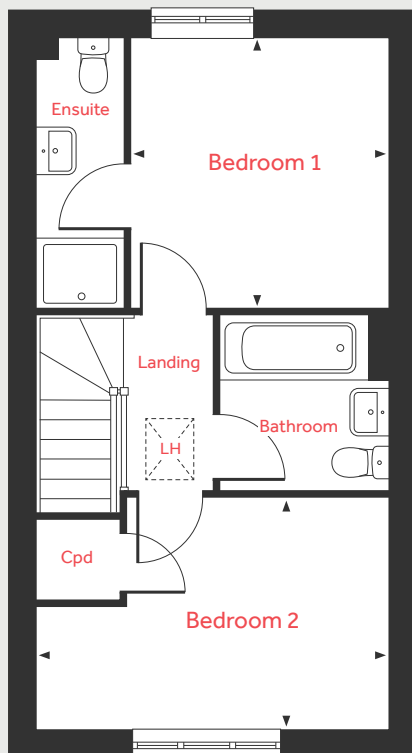 Ensuite
Bedroom 1
Landing
Bathroom
LH
Cpd
Bedroom 2